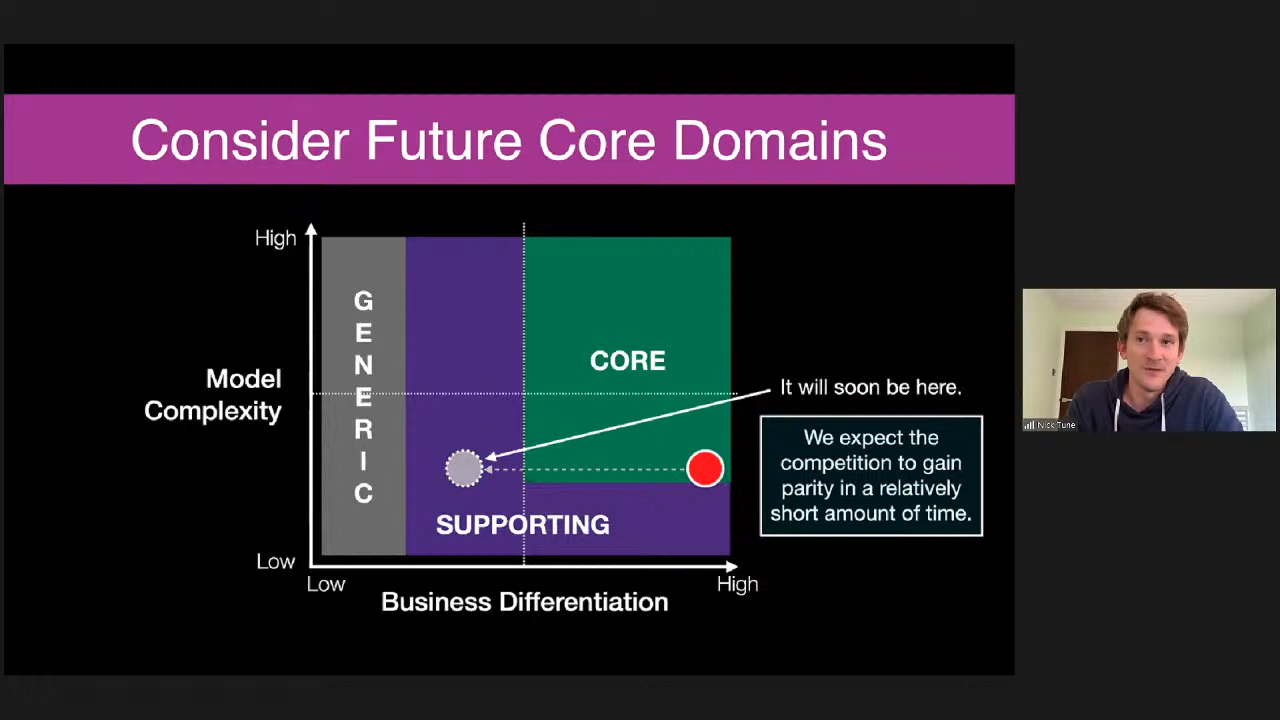 Consider Future Core Domains
High
GENERIC
CORE
Model
Complexity
It will soon be here.
We expect the
competition to gain
parity in a relatively
short amount of time.
SUPPORTING
Low
Low
High
Business Differentiation
Nick Tune